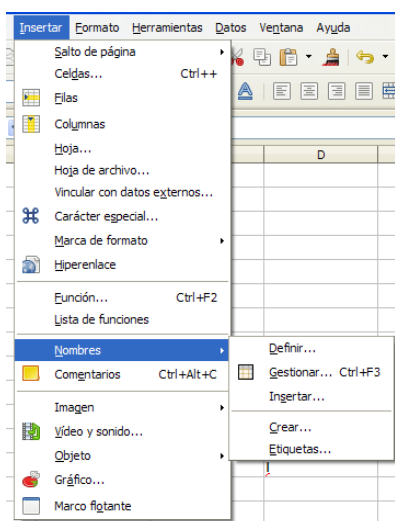 Insertar Formato Herramientas Datos Ventana Ayuda
Salto de página
Celdas... Ctrl++
Filas
Columnas
Hoja...
Hoja de archivo...
Vincular con datos externos...
Carácter especial...
Marca de formato
Hiperenlace
Función... Ctrl+F2
Lista de funciones
Nombres
Comentarios Ctrl+Alt+C
Imagen
Vídeo y sonido...
Objeto
Gráfico...
Marco flotante
D
Definir...
Gestionar... Ctrl+F3
Insertar...
Crear...
Etiquetas...